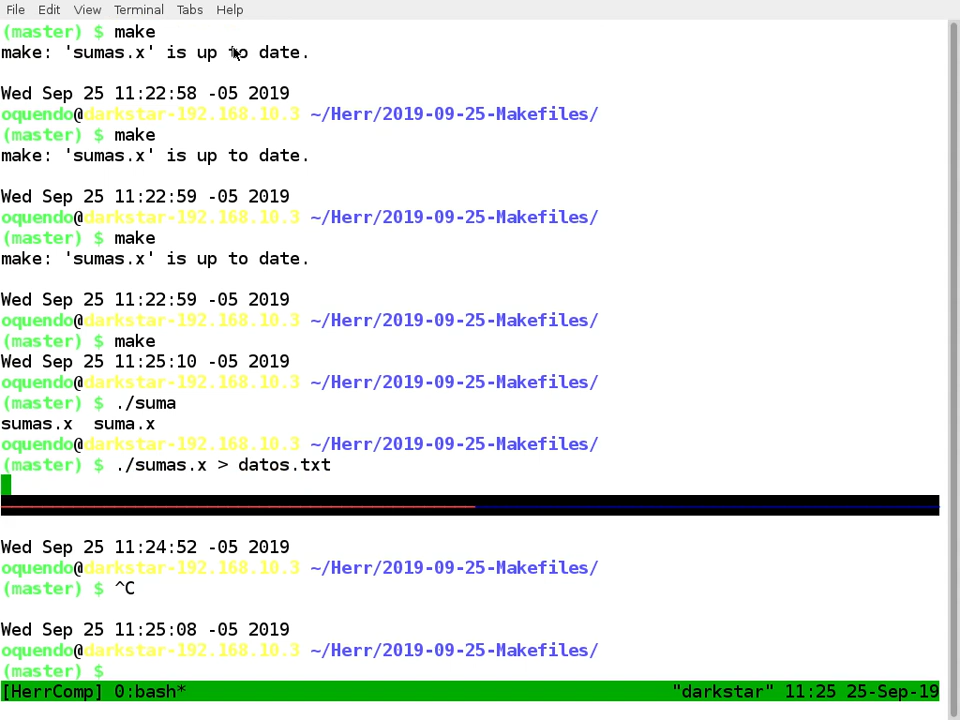 File Edit View Terminal Tabs Help
(master) $ make
make: 'sumas.x' is up to date.
Wed Sep 25 11:22:58 -05 2019
oquendo@darkstar-192.168.10.3 ~/Herr/2019-09-25-Makefiles/
(master) $ make
make: 'sumas.x' is up to date.
Wed Sep 25 11:22:59 -05 2019
oquendo@darkstar-192.168.10.3 ~/Herr/2019-09-25-Makefiles/
(master) $ make
make: 'sumas.x' is up to date.
Wed Sep 25 11:22:59 -05 2019
oquendo@darkstar-192.168.10.3 ~/Herr/2019-09-25-Makefiles/
(master) $ make
Wed Sep 25 11:25:10 -05 2019
oquendo@darkstar-192.168.10.3 ~/Herr/2019-09-25-Makefiles/
(master) $ ./suma
sumas.x  suma.x
oquendo@darkstar-192.168.10.3 ~/Herr/2019-09-25-Makefiles/
(master) $ ./sumas.x > datos.txt
Wed Sep 25 11:24:52 -05 2019
oquendo@darkstar-192.168.10.3 ~/Herr/2019-09-25-Makefiles/
(master) $ ^C
Wed Sep 25 11:25:08 -05 2019
oquendo@darkstar-192.168.10.3 ~/Herr/2019-09-25-Makefiles/
(master) $
[HerrComp] 0:bash* "darkstar" 11:25 25-Sep-19